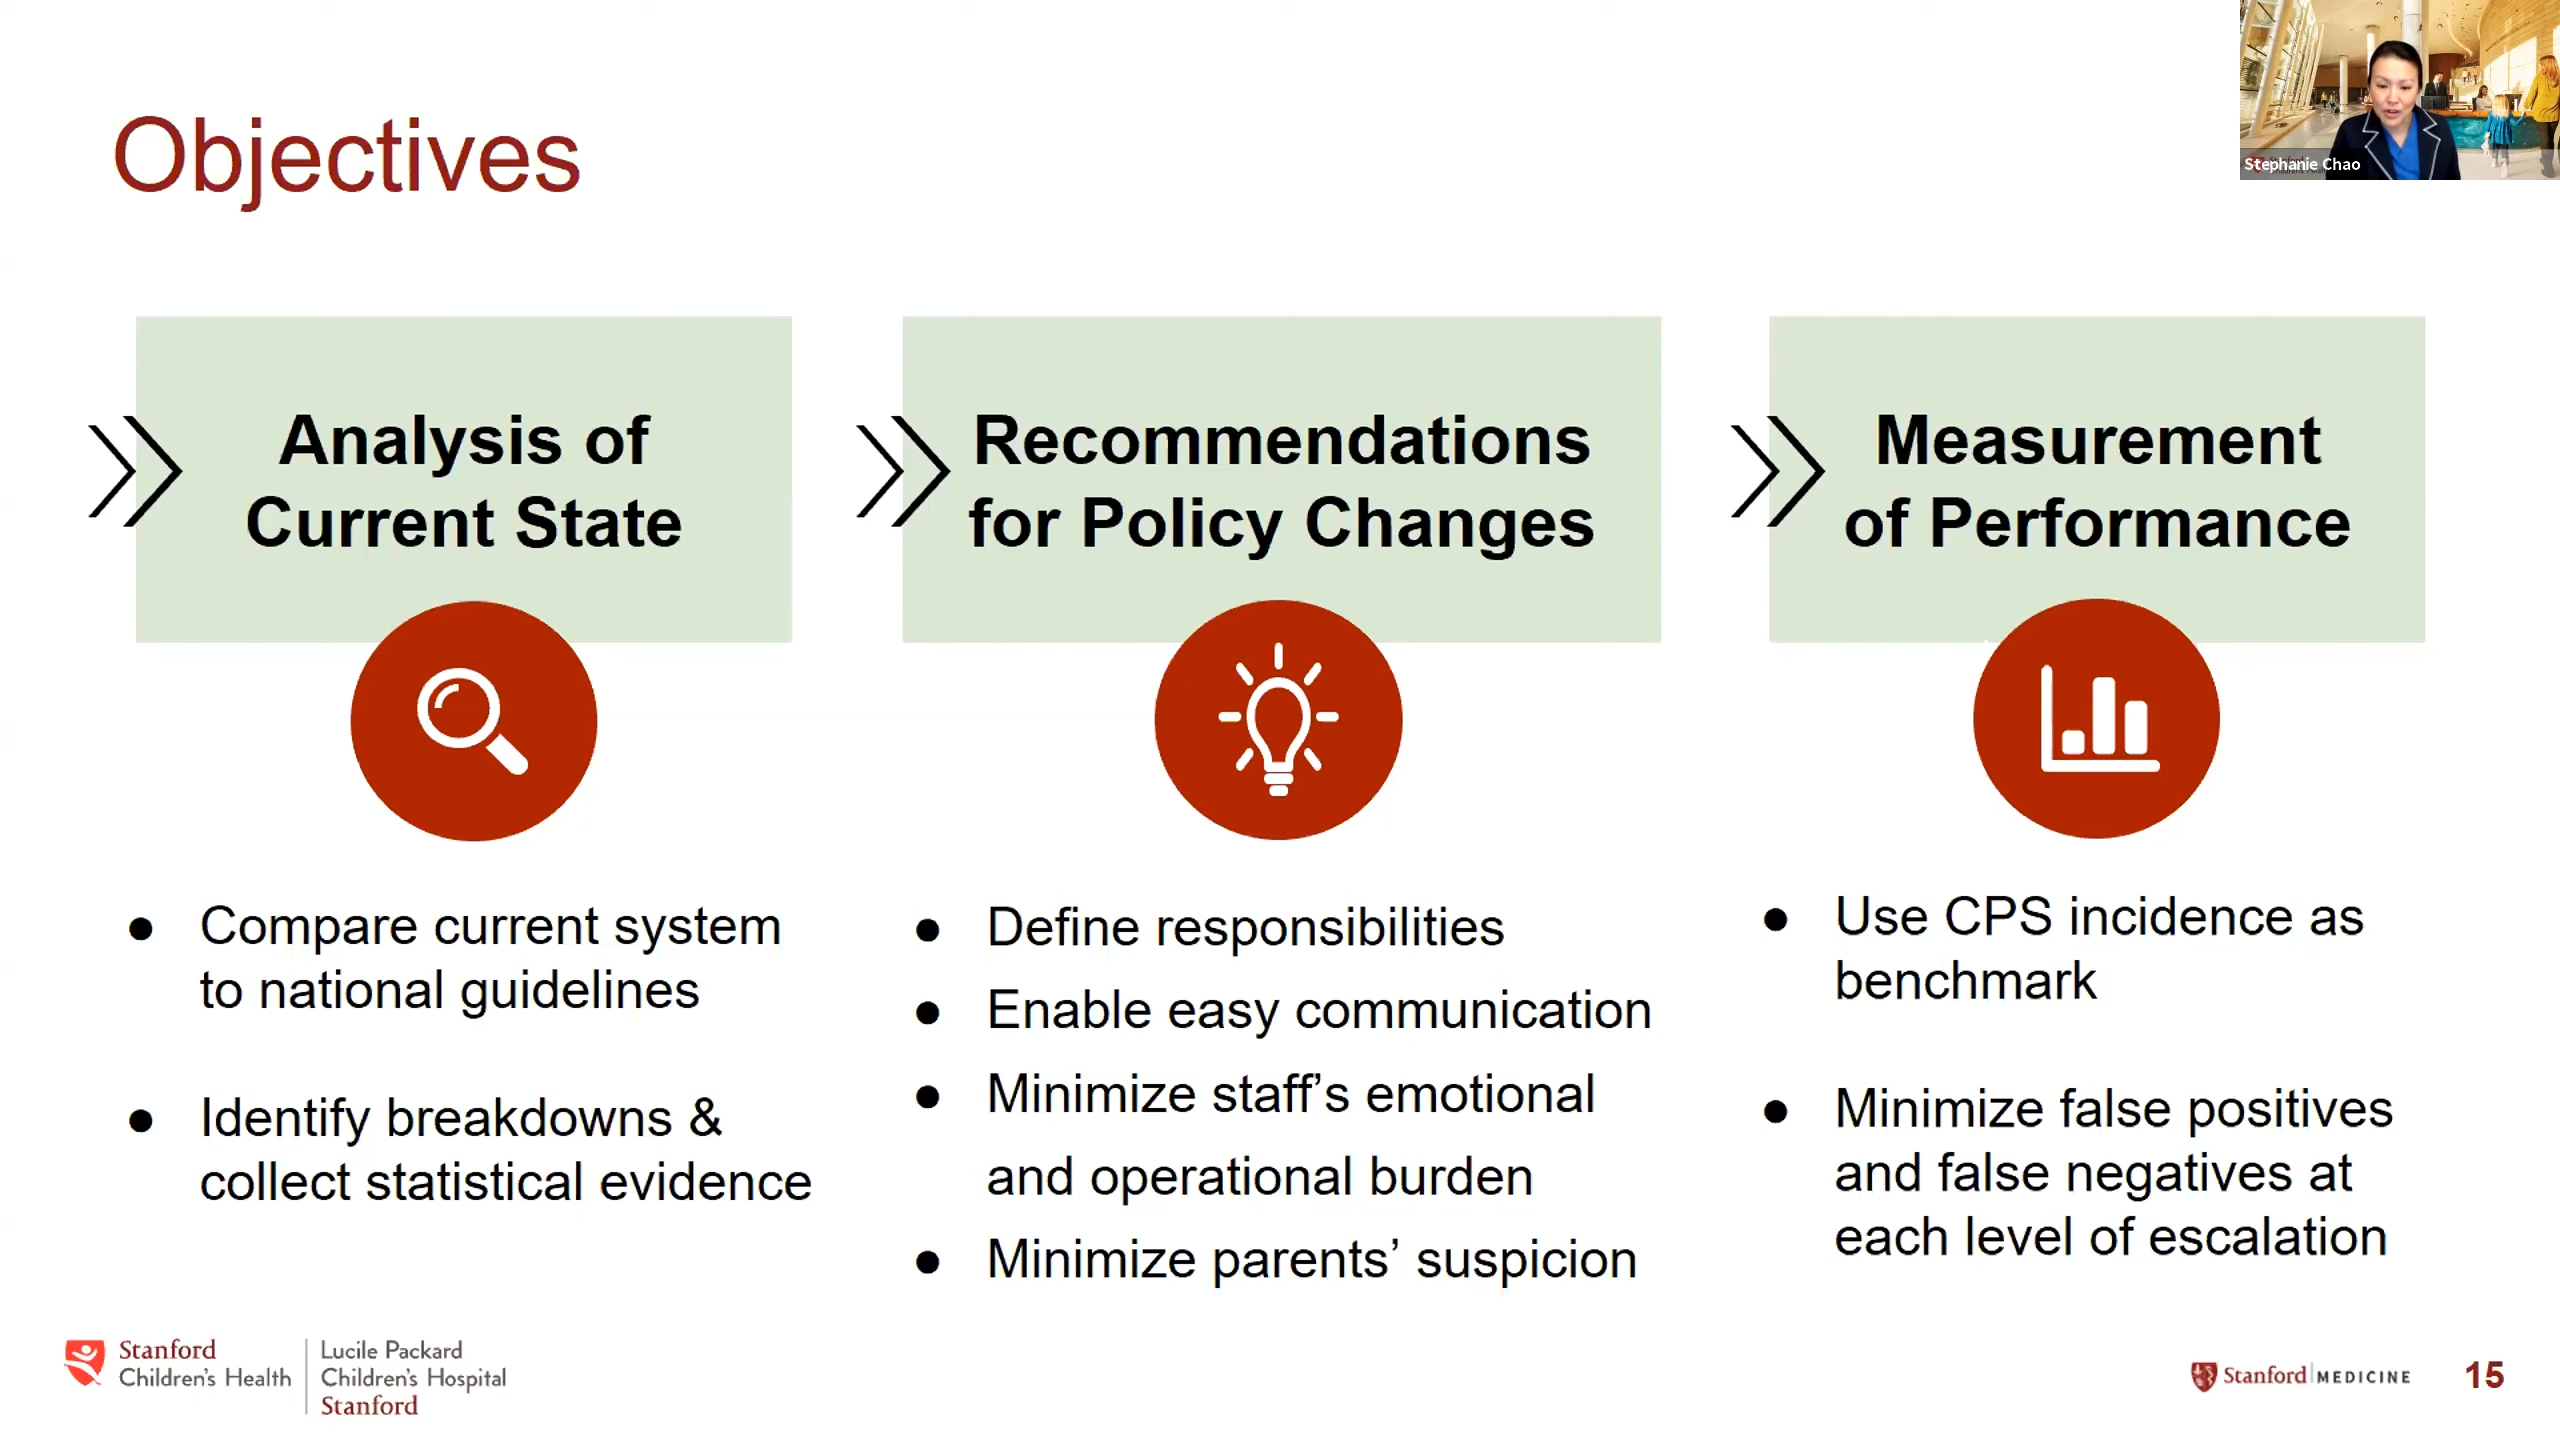 Objectives
Stephanie Chao
Analysis of
Current State
Recommendations
for Policy Changes
Measurement
of Performance
● Compare current system
to national guidelines
● Identify breakdowns &
collect statistical evidence
● Define responsibilities
● Enable easy communication
● Minimize staff’s emotional
and operational burden
● Minimize parents’ suspicion
● Use CPS incidence as
benchmark
● Minimize false positives
and false negatives at
each level of escalation
Stanford
Children's Health
Lucile Packard
Children's Hospital
Stanford
Stanford MEDICINE
15